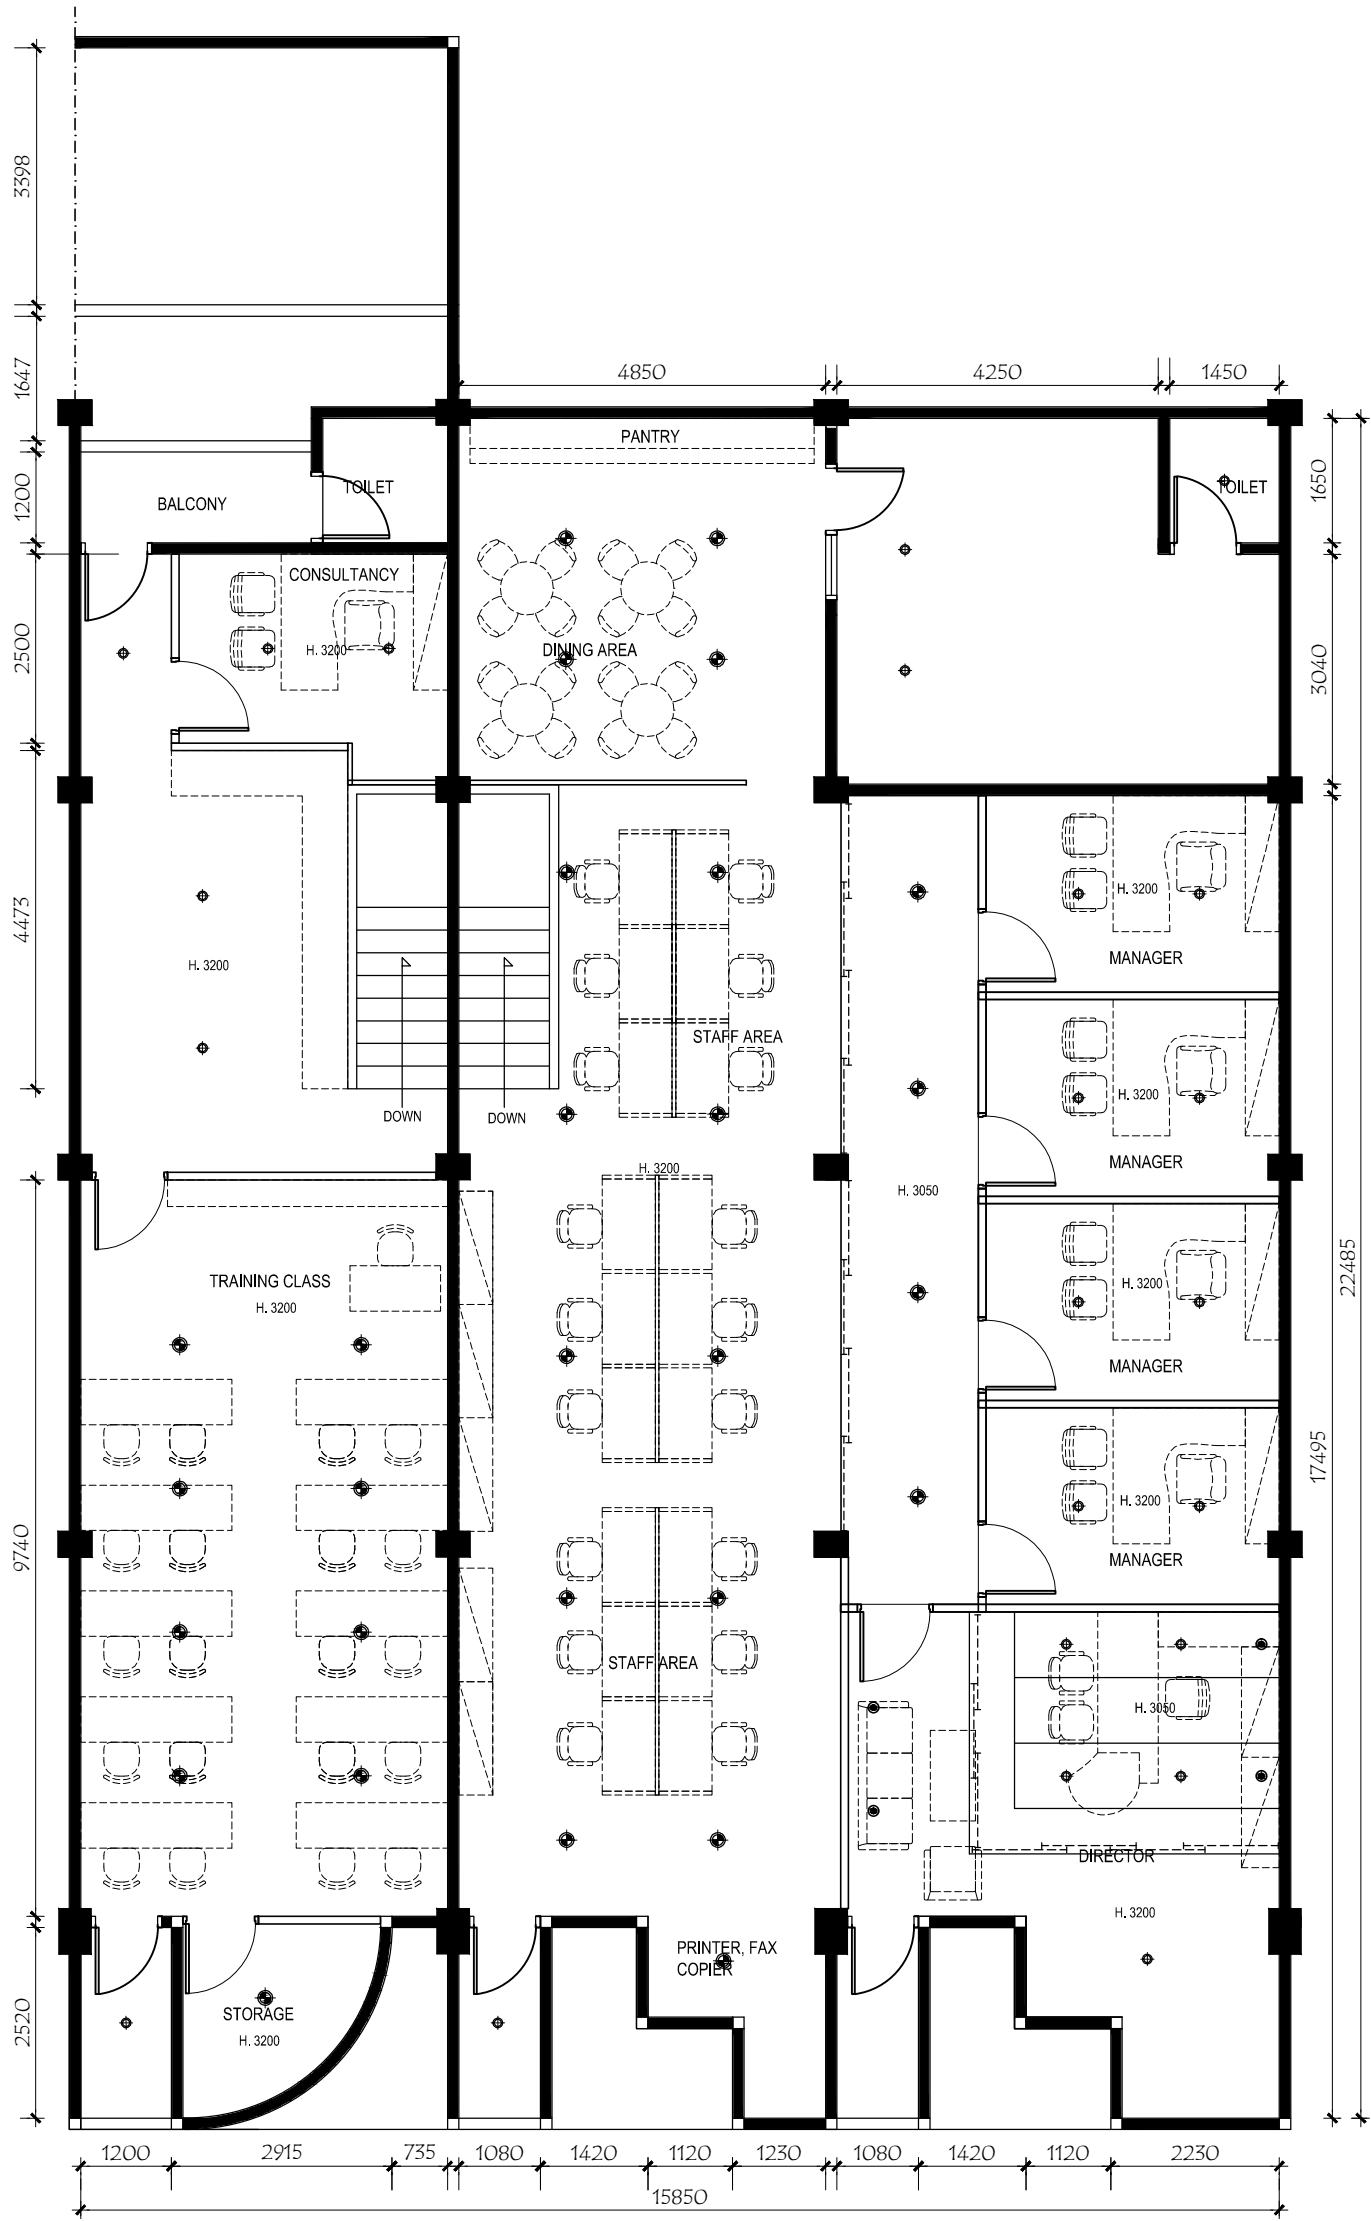 3398
1647
4850
4250
1450
PANTRY
1200
BALCONY
TOILET
TOILET
1650
CONSULTANCY
2500
H. 3200
DINING AREA
3040
4473
H. 3200
H. 3200
MANAGER
STAFF AREA
H. 3200
DOWN
DOWN
MANAGER
H. 3200
H. 3050
TRAINING CLASS
H. 3200
H. 3200
22485
MANAGER
17495
H. 3200
9740
MANAGER
STAFF AREA
H. 3050
DIRECTOR
H. 3200
PRINTER, FAX
COPIER
2520
STORAGE
H. 3200
1200
2915
735
1080
1420
1120
1230
1080
1420
1120
2230
15850